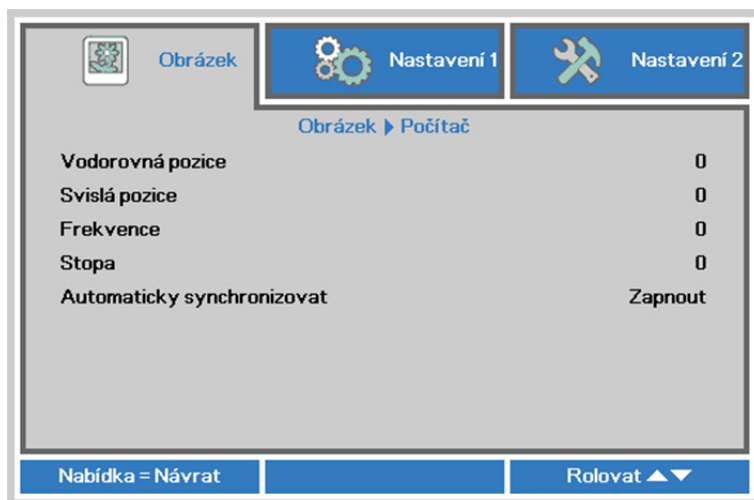 Obrázek
Nastavení 1
Nastavení 2
Obrázek Počítač
Vodorovná pozice 0
Svislá pozice 0
Frekvence 0
Stopa 0
Automaticky synchronizovat Zapnout
Nabídka = Návrat
Rolovat